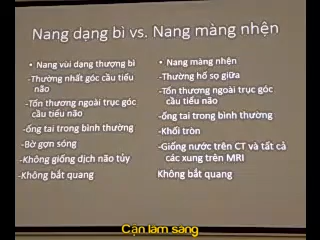 Nang dạng bì vs. Nang màng nhện
• Nang vùi dạng thượng bì
-Thường nhất góc cầu tiểu
não
-Tổn thương ngoài trục góc
cầu tiểu não
-ống tai trong bình thường
-Bờ gợn sóng
-Không giống dịch não tủy
-Không bắt quang
• Nang màng nhện
-Thường hố sọ giữa
-Tổn thương ngoài trục góc
cầu tiểu não
-ống tai trong bình thường
-Khối tròn
-Giống nước trên CT và tất cả
các xung trên MRI
Không bắt quang
Cận lâm sàng